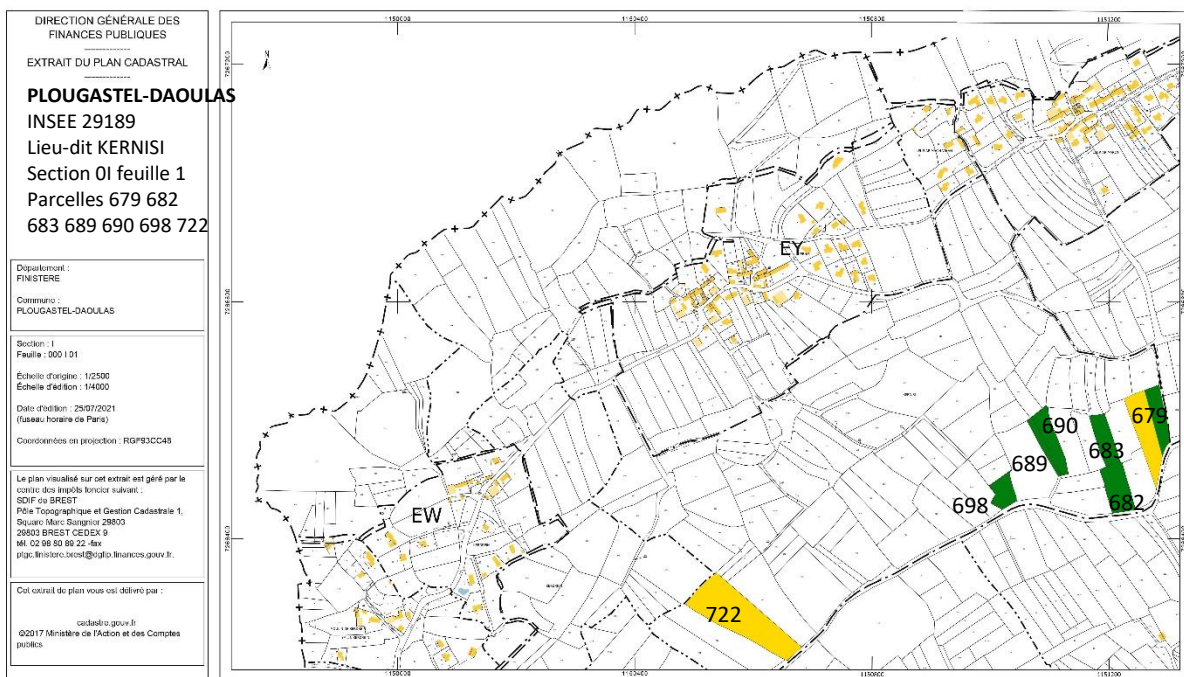 DIRECTION GÉNÉRALE DES
FINANCES PUBLIQUES
-------------
EXTRAIT DU PLAN CADASTRAL
-------------
PLOUGASTEL-DAOULAS
INSEE 29189
Lieu-dit KERNISI
Section 0I feuille 1
Parcelles 679 682
683 689 690 698 722
Département :
FINISTERE
Commune :
PLOUGASTEL-DAOULAS
Section : I
Feuille : 000 I 01
Échelle d'origine : 1/2500
Échelle d'édition : 1/4000
Date d'édition : 25/07/2021
(fuseau horaire de Paris)
Coordonnées en projection : RGF93CC48
Le plan visualisé sur cet extrait est géré par le
centre des impôts foncier suivant :
SDIF de BREST
Pôle Topographique et Gestion Cadastrale 1,
Square Marc Sangnier 29803
29803 BREST CEDEX 9
tél. 02 98 80 89 22 -fax
ptgc.finistere.brest@dgfip.finances.gouv.fr.
Cet extrait de plan vous est délivré par :
cadastre.gouv.fr
©2017 Ministère de l'Action et des Comptes
publics
1150800
EY
EW
690
679
683
689
698
682
722